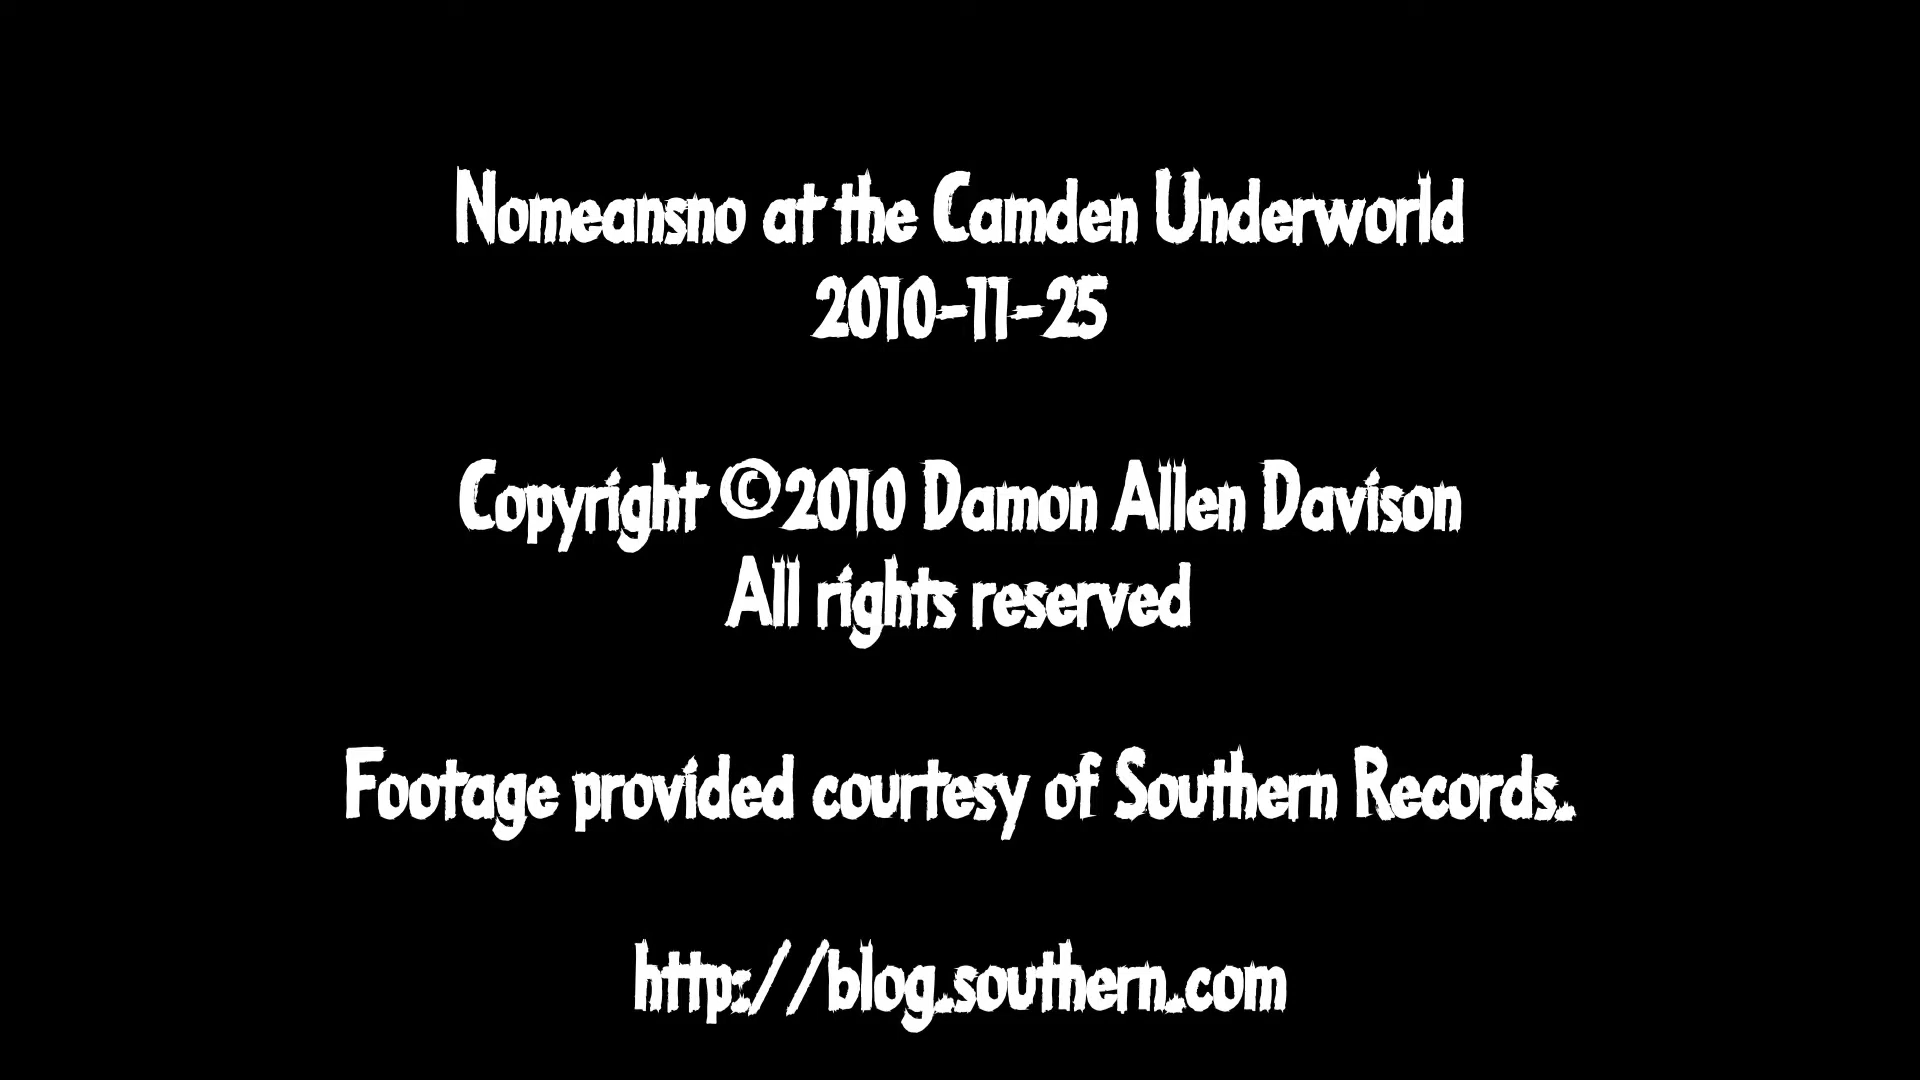 Nomeansno at the Camden Underworld
2010-11-25
Copyright ©2010 Damon Allen Davison
All rights reserved
Footage provided courtesy of Southern Records.
http://blog.southern.com